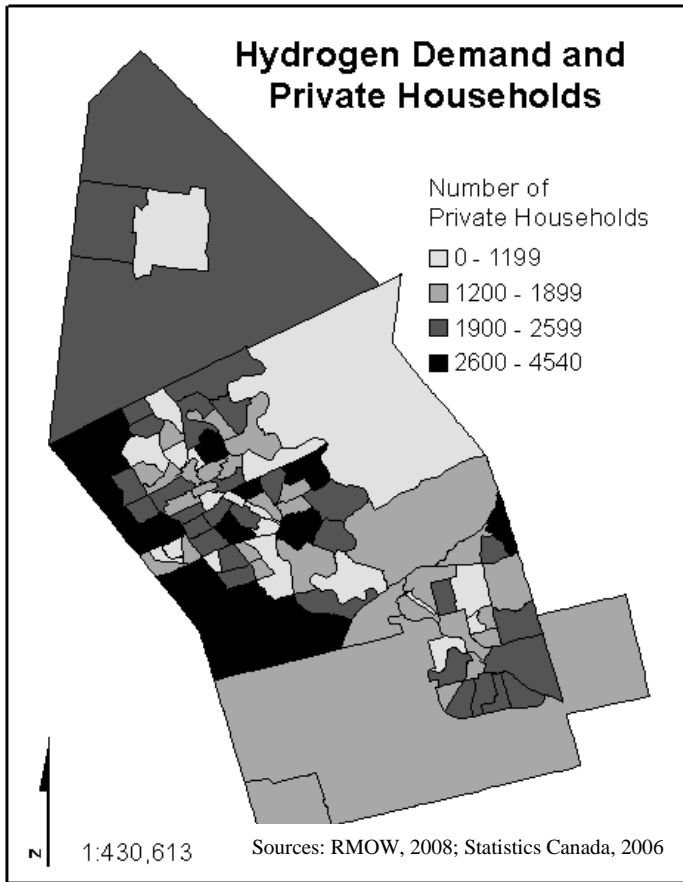 Hydrogen Demand and
Private Households
Number of
Private Households
0 - 1199
1200 - 1899
1900 - 2599
2600 - 4540
N
1:430,613
Sources: RMOW, 2008; Statistics Canada, 2006